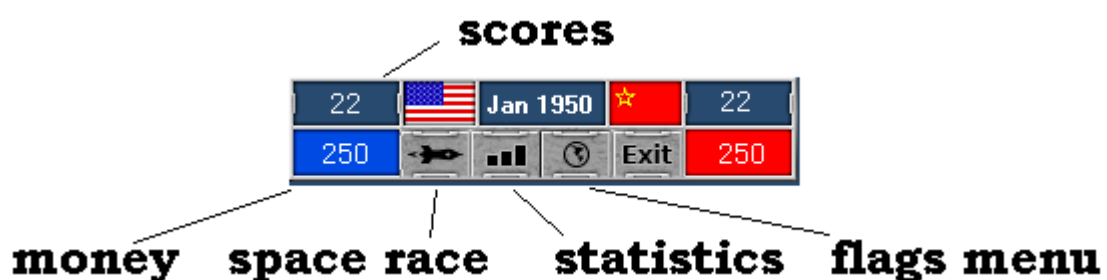 scores
22 Jan 1950 22
250 Exit 250
money space race statistics flags menu